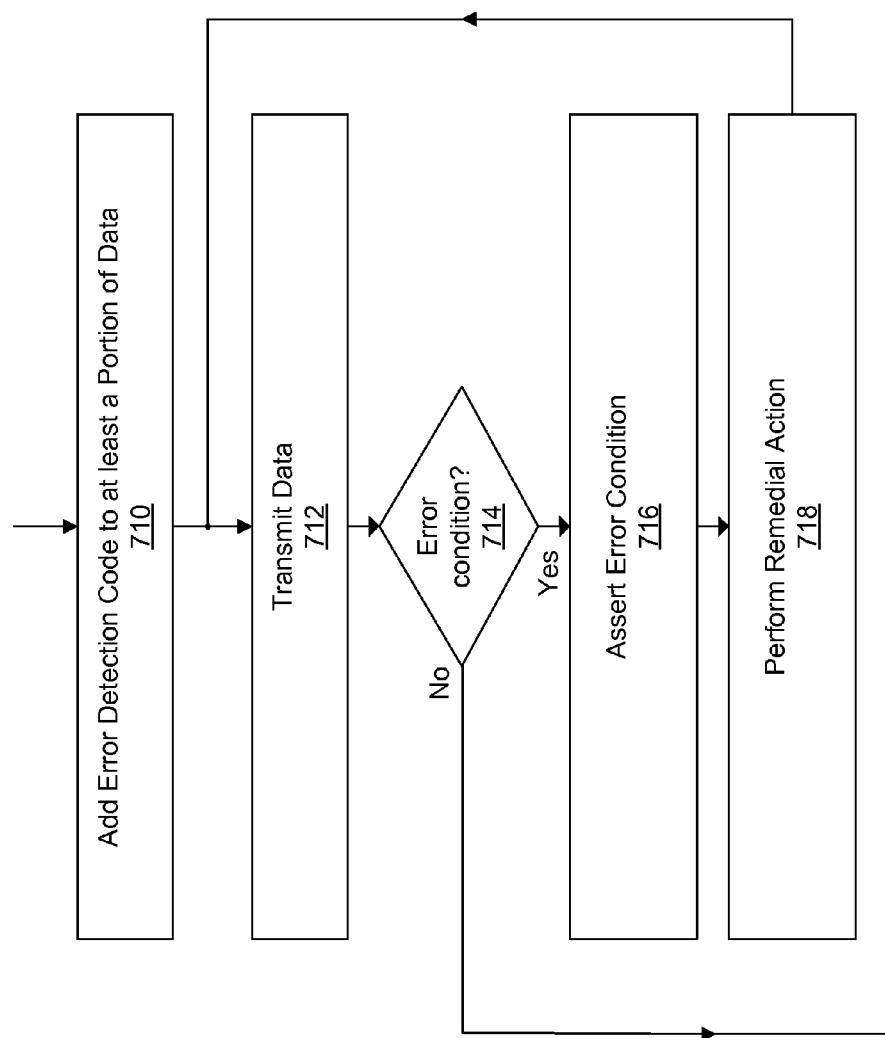 Add Error Detection Code to at least a Portion of Data
710
Transmit Data
712
Error
condition?
714
No
Yes
Assert Error Condition
716
Perform Remedial Action
718